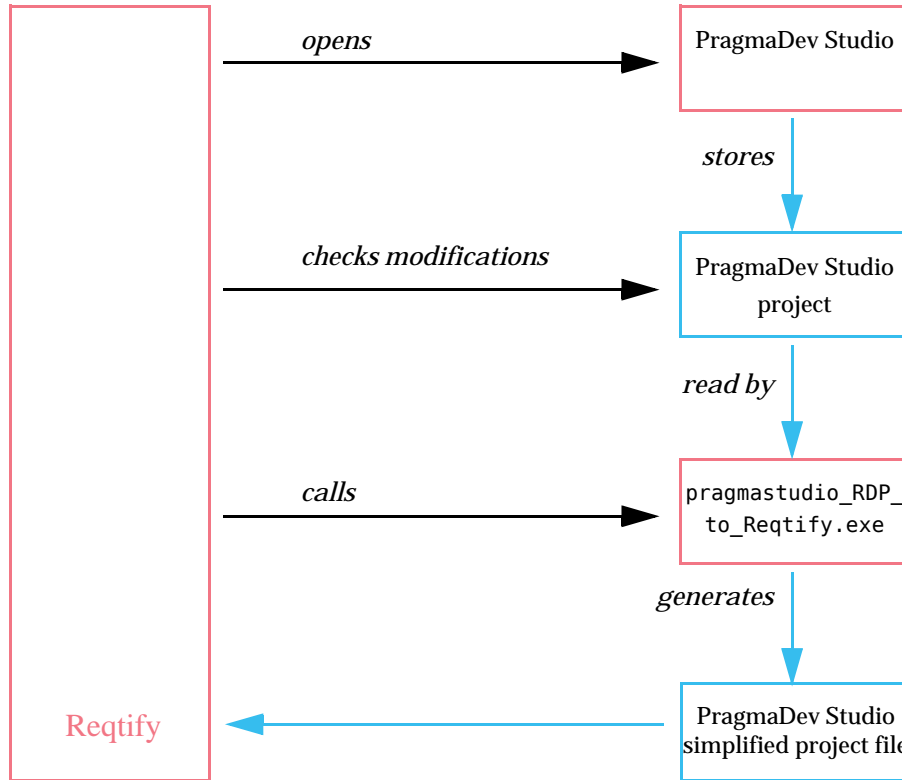 opens
PragmaDev Studio
stores
checks modifications
PragmaDev Studio
project
read by
calls
pragmastudio_RDP_
to_Reqtify.exe
generates
Reqtify
PragmaDev Studio
simplified project file